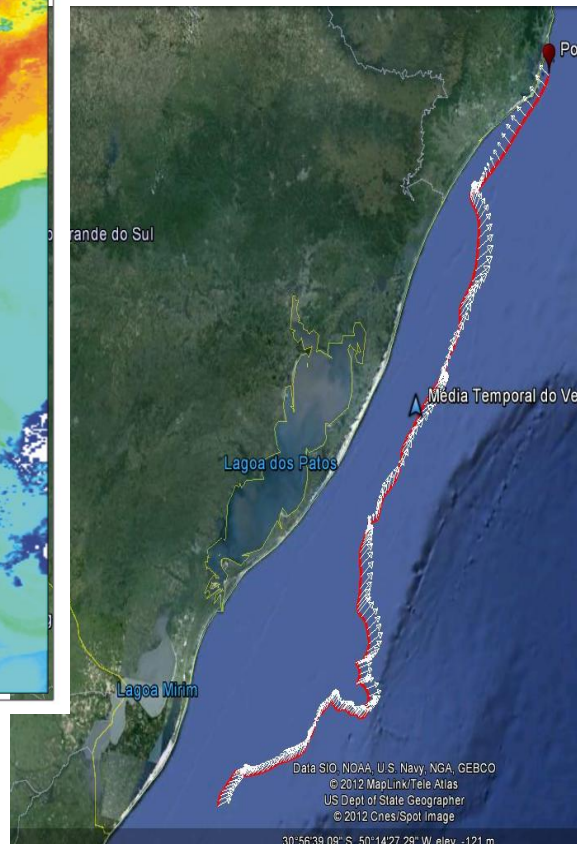 Po
rande do Sul
Média Temporal do Ve
Lagoa dos Patos
Lagoa Mirim
Data SIO, NOAA, U.S. Navy, NGA, GEBCO
© 2012 MapLink/Tele Atlas
US Dept of State Geographer
© 2012 Cnes/Spot Image
30°56'39.09" S, 50°14'27.29" W elev -121 m